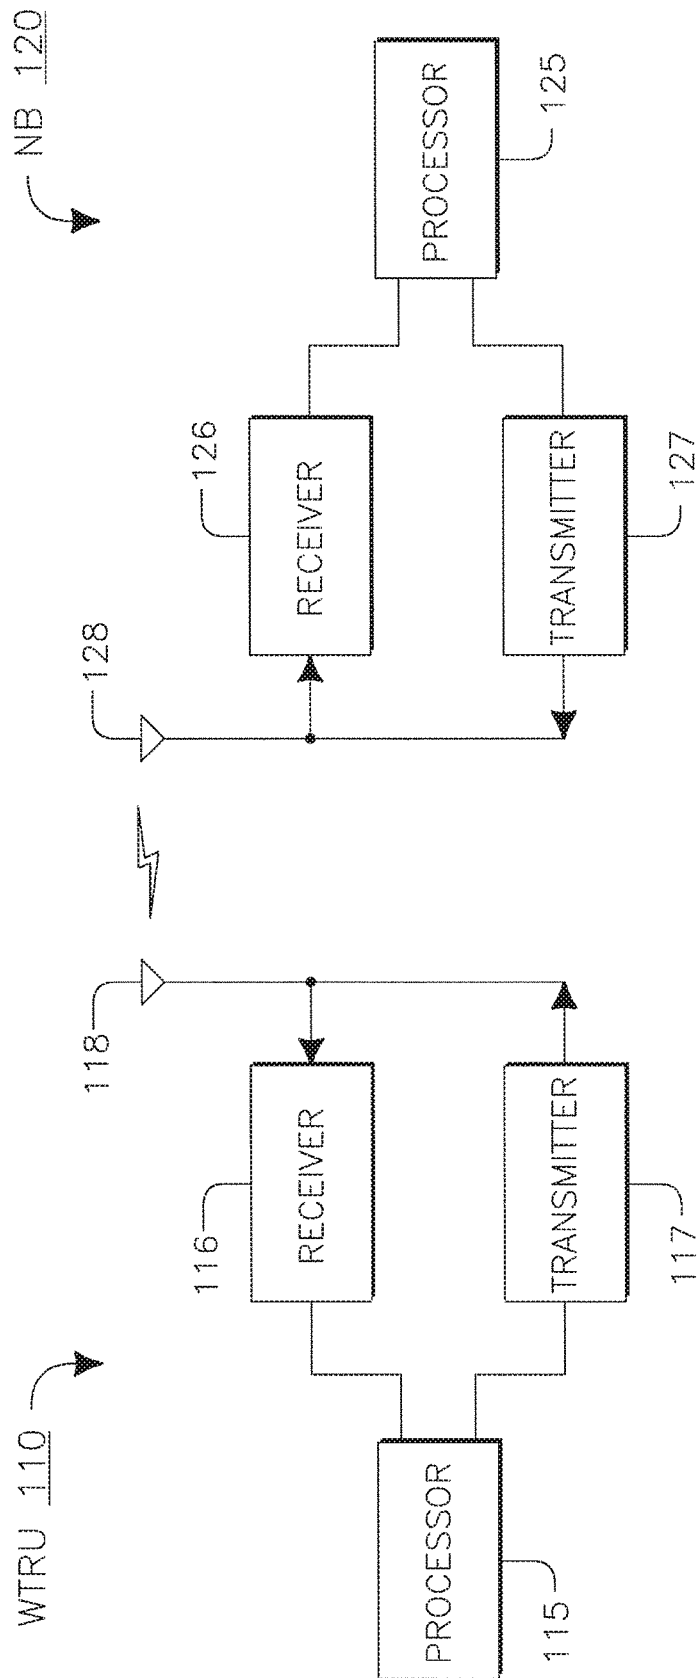 WTRU 110
NB 120
118
128
116
RECEIVER
126
RECEIVER
PROCESSOR
115
PROCESSOR
125
TRANSMITTER
117
TRANSMITTER
127